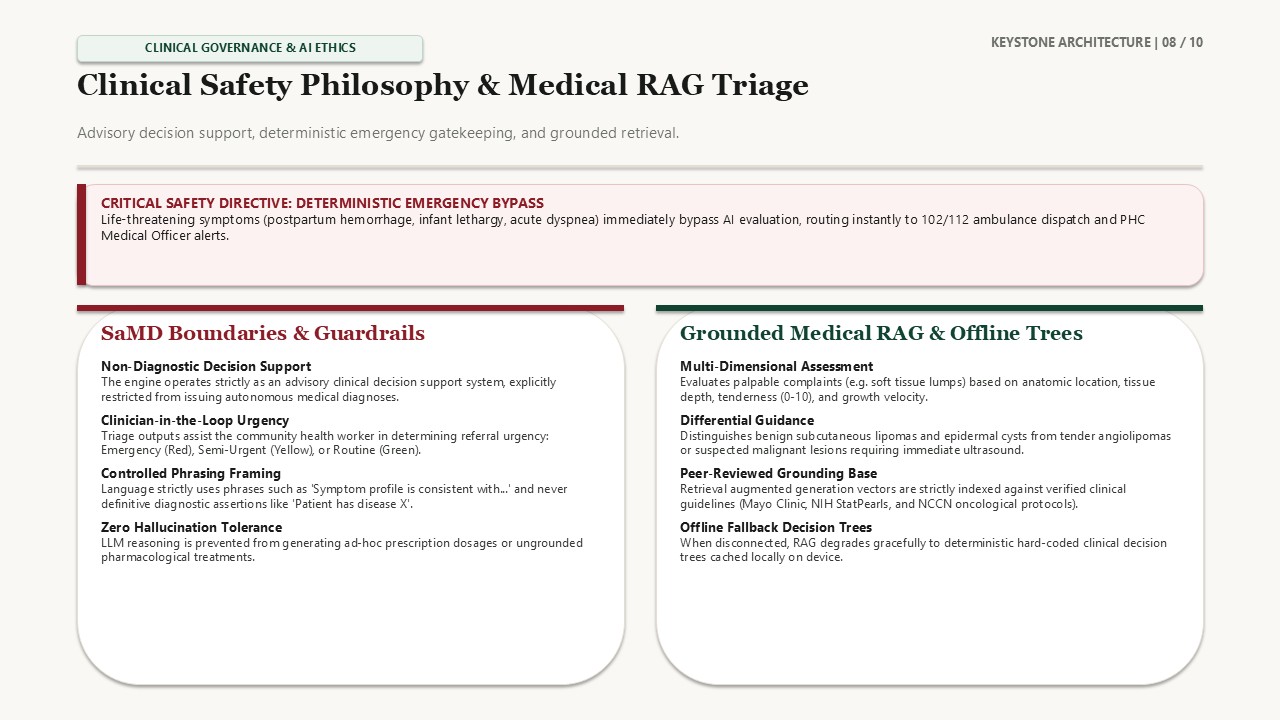 CLINICAL GOVERNANCE & AI ETHICS
KEYSTONE ARCHITECTURE | 08 / 10
Clinical Safety Philosophy & Medical RAG Triage
Advisory decision support, deterministic emergency gatekeeping, and grounded retrieval.
CRITICAL SAFETY DIRECTIVE: DETERMINISTIC EMERGENCY BYPASS
Life-threatening symptoms (postpartum hemorrhage, infant lethargy, acute dyspnea) immediately bypass AI evaluation, routing instantly to 102/112 ambulance dispatch and PHC
Medical Officer alerts.
SaMD Boundaries & Guardrails
Non-Diagnostic Decision Support
The engine operates strictly as an advisory clinical decision support system, explicitly
restricted from issuing autonomous medical diagnoses.
Clinician-in-the-Loop Urgency
Triage outputs assist the community health worker in determining referral urgency:
Emergency (Red), Semi-Urgent (Yellow), or Routine (Green).
Controlled Phrasing Framing
Language strictly uses phrases such as 'Symptom profile is consistent with...' and never
definitive diagnostic assertions like 'Patient has disease X'.
Zero Hallucination Tolerance
LLM reasoning is prevented from generating ad-hoc prescription dosages or ungrounded
pharmacological treatments.
Grounded Medical RAG & Offline Trees
Multi-Dimensional Assessment
Evaluates palpable complaints (e.g. soft tissue lumps) based on anatomic location, tissue
depth, tenderness (0-10), and growth velocity.
Differential Guidance
Distinguishes benign subcutaneous lipomas and epidermal cysts from tender angiolipomas
or suspected malignant lesions requiring immediate ultrasound.
Peer-Reviewed Grounding Base
Retrieval augmented generation vectors are strictly indexed against verified clinical
guidelines (Mayo Clinic, NIH StatPearls, and NCCN oncological protocols).
Offline Fallback Decision Trees
When disconnected, RAG degrades gracefully to deterministic hard-coded clinical decision
trees cached locally on device.